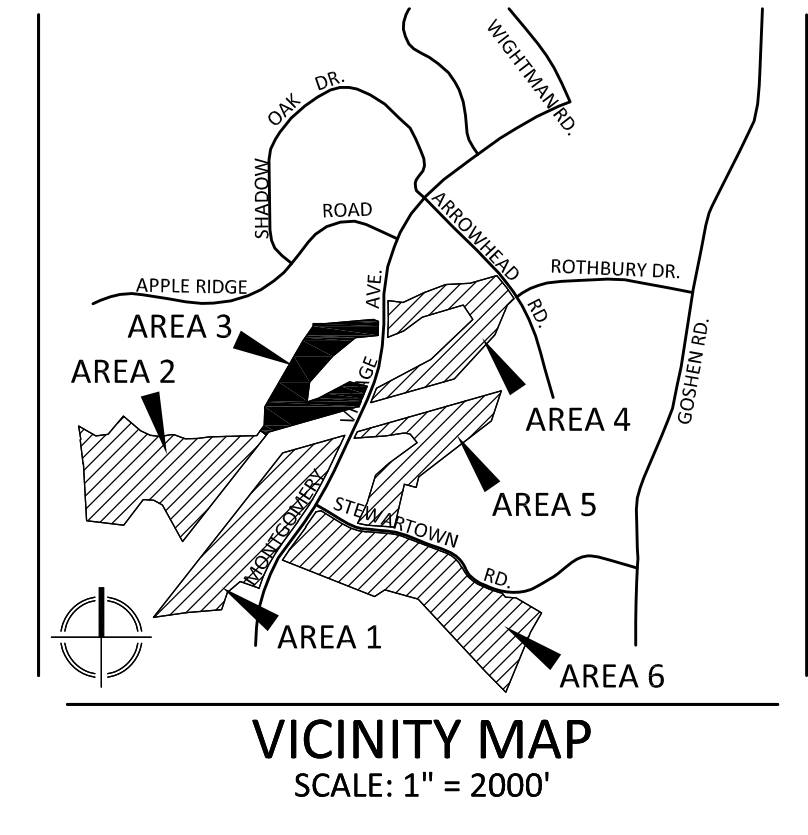 WIGHTMAN RD.
SHADOW OAK DR.
APPLE RIDGE ROAD
ARROWHEAD RD.
ROTHBURY DR.
GOSHEN RD.
MONTGOMERY VILLAGE AVE.
AREA 3
AREA 2
AREA 4
AREA 5
STEWARTOWN RD.
AREA 1
AREA 6
VICINITY MAP
SCALE: 1" = 2000'